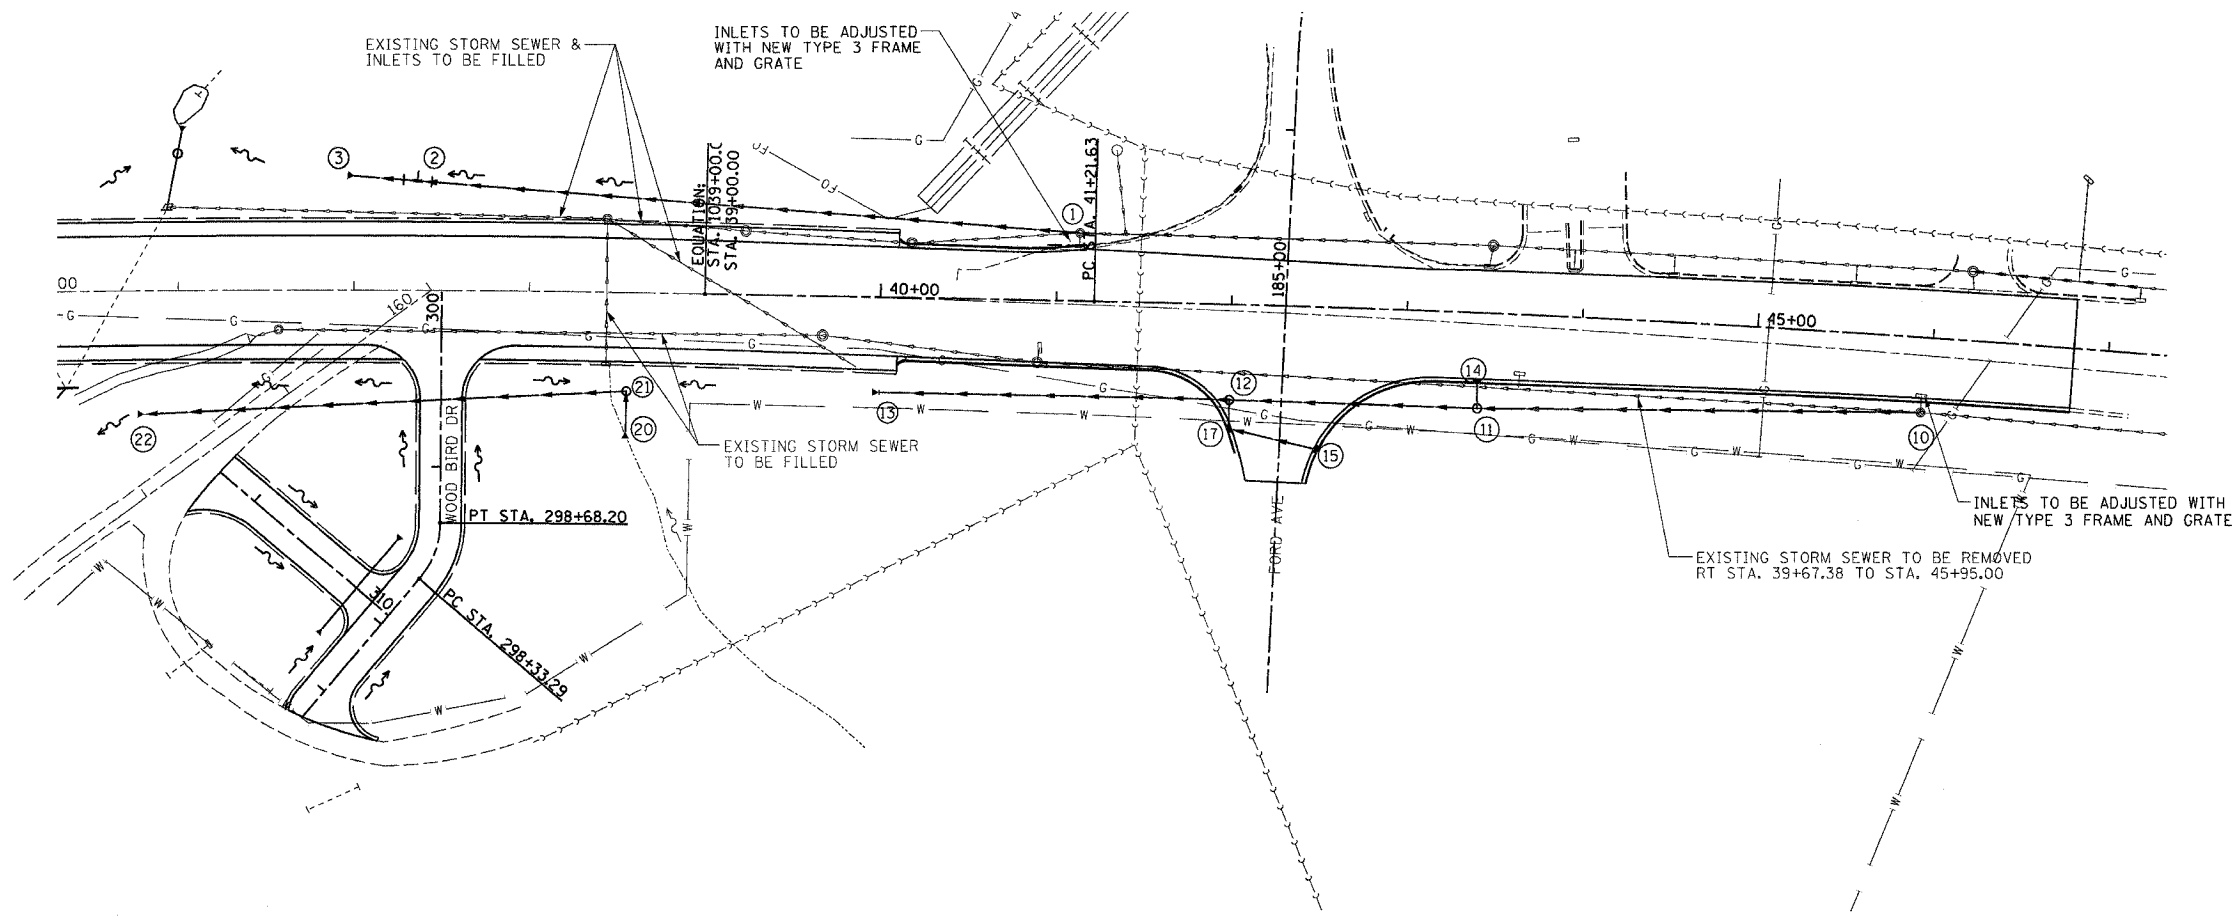 EXISTING STORM SEWER &
INLETS TO BE FILLED
INLETS TO BE ADJUSTED
WITH NEW TYPE 3 FRAME
AND GRATE
3
2
1
EQUATION:
STA. 1039+00.0
STA. 39+00.00
FO
FO
G
G
A
PC STA. 41+21.63
185+00
00
160
300
40+00
45+00
G
G
G
G
G
G
G
G
G
G
G
G
G
G
W
W
W
W
W
W
W
W
21
20
22
13
12
17
15
14
11
10
EXISTING STORM SEWER
TO BE FILLED
WOOD BIRD DR
PT STA. 298+68.20
PC STA. 298+33.29
310
FORD AVE
INLETS TO BE ADJUSTED WITH
NEW TYPE 3 FRAME AND GRATE
EXISTING STORM SEWER TO BE REMOVED
RT STA. 39+67.38 TO STA. 45+95.00
W
W
W
W
W
W
W